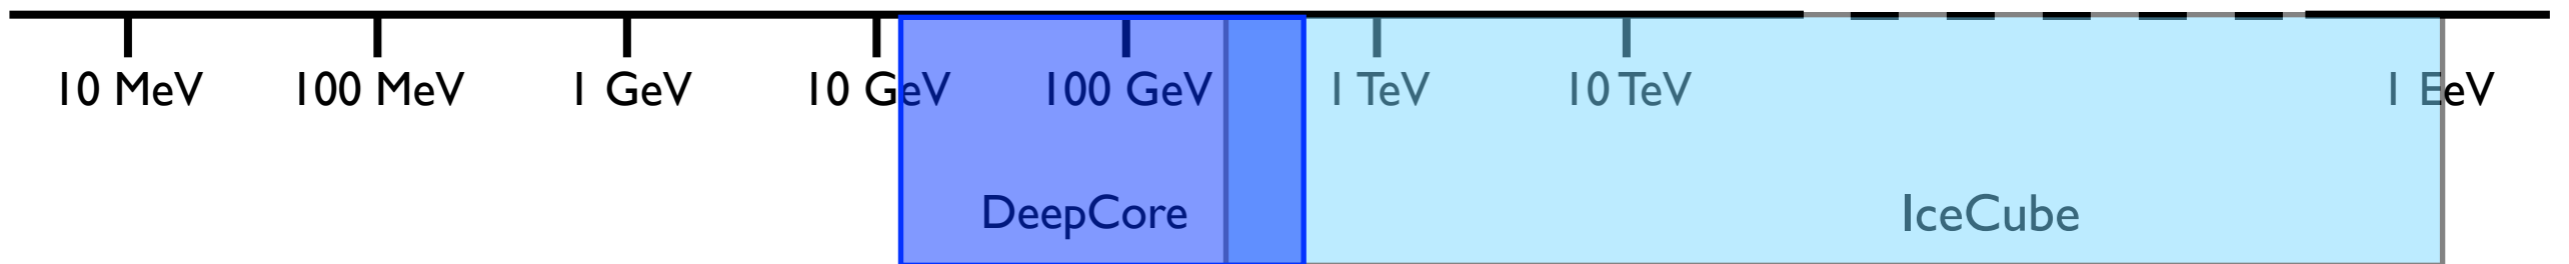 10 MeV 100 MeV 1 GeV 10 GeV 100 GeV 1 TeV 10 TeV 1 EeV
DeepCore IceCube